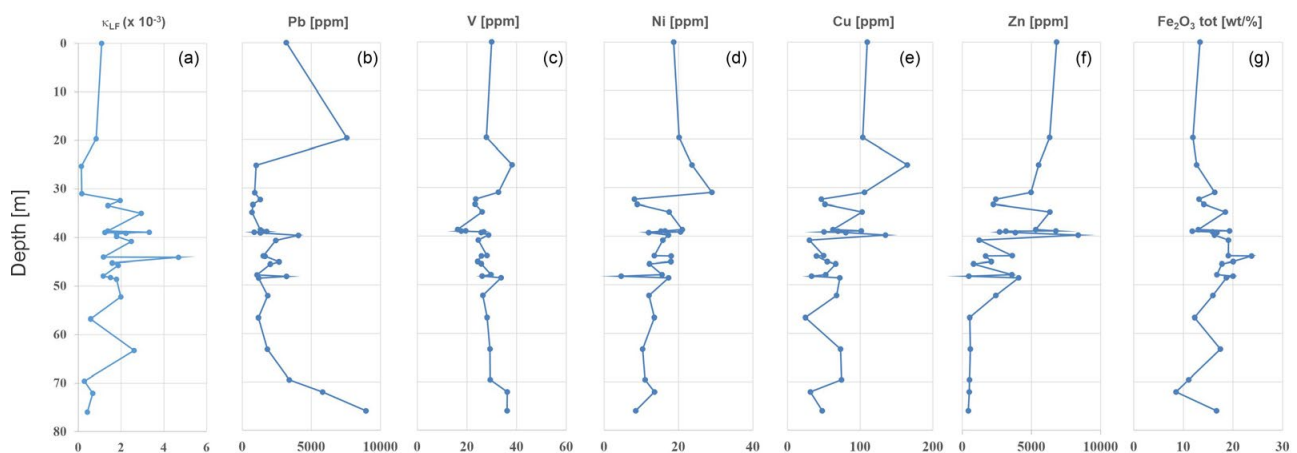 κLF (x 10-3) Pb [ppm] V [ppm] Ni [ppm] Cu [ppm] Zn [ppm] Fe2O3 tot [wt/%]
(a) (b) (c) (d) (e) (f) (g)
Depth [m]
0
10
20
30
40
50
60
70
80
0 2 4 6
0 5000 10000
0 20 40 60
0 20 40
0 100 200
0 5000 10000
0 10 20 30